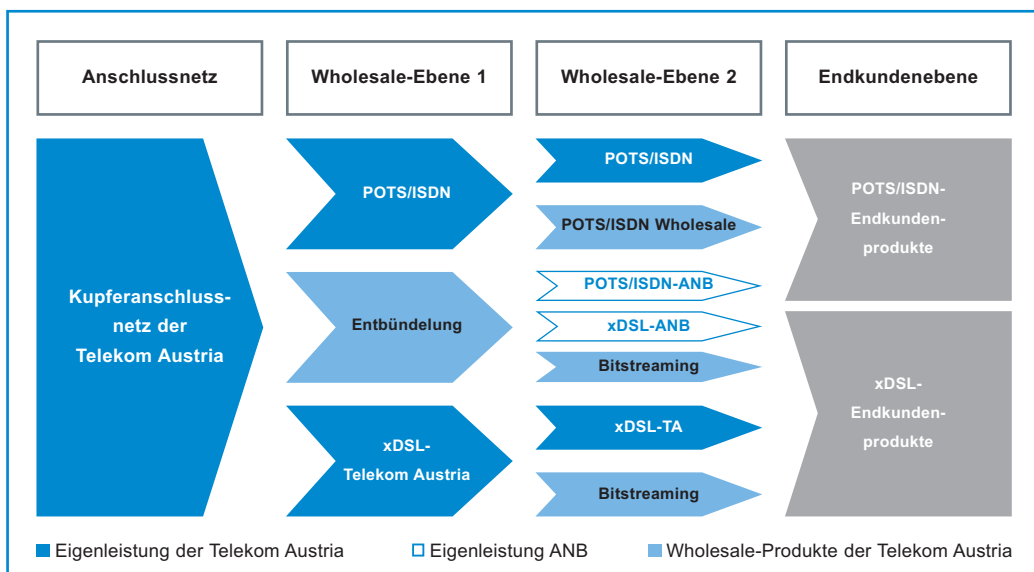 Anschlussnetz
Wholesale-Ebene 1
Wholesale-Ebene 2
Endkundenebene
Kupferanschluss-
netz der
Telekom Austria
POTS/ISDN
Entbündelung
xDSL-
Telekom Austria
POTS/ISDN
POTS/ISDN Wholesale
POTS/ISDN-ANB
xDSL-ANB
Bitstreaming
xDSL-TA
Bitstreaming
POTS/ISDN-
Endkunden-
produkte
xDSL-
Endkunden-
produkte
Eigenleistung der Telekom Austria
Eigenleistung ANB
Wholesale-Produkte der Telekom Austria